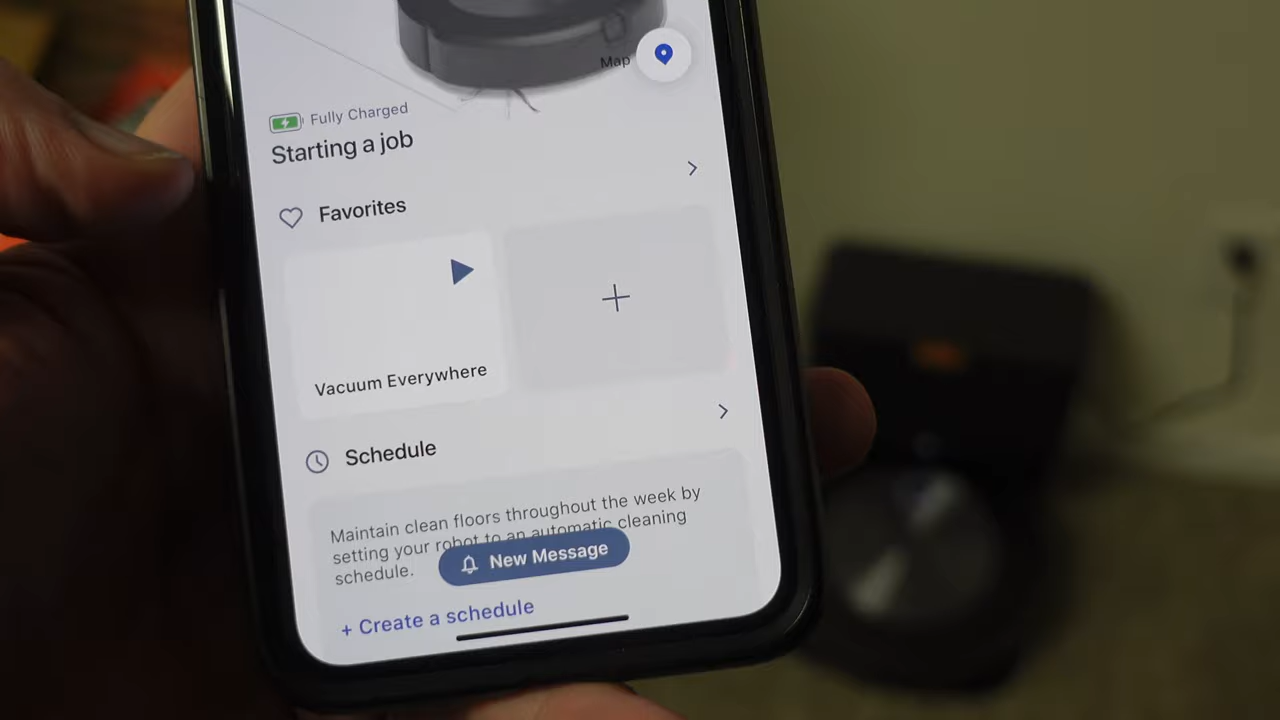 Map
Fully Charged
Starting a job
Favorites
Vacuum Everywhere
Schedule
Maintain clean floors throughout the week by
setting your robot to an automatic cleaning
schedule.
New Message
+ Create a schedule